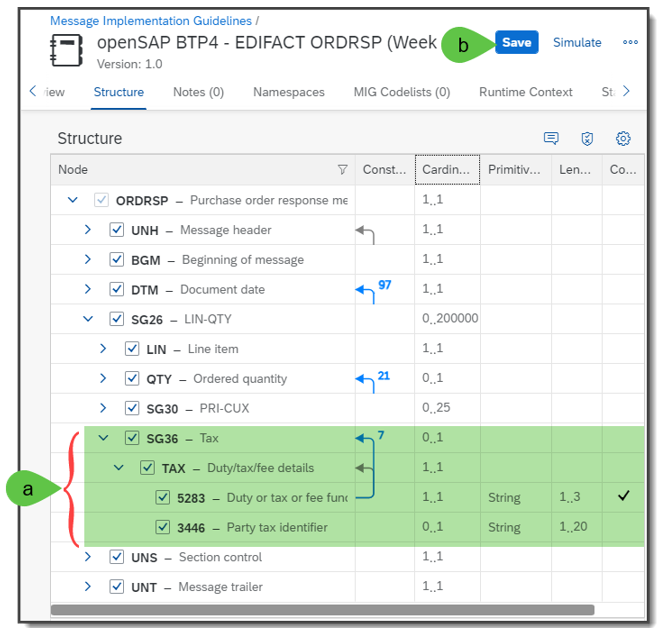 Message Implementation Guidelines /
openSAP BTP4 - EDIFACT ORDRSP (Week
b
Save
Simulate
Version: 1.0
Structure
Notes (0)
Namespaces
MIG Codelists (0)
Runtime Context
Structure
Node
Const...
Cardin...
Primitiv...
Len...
Co...
ORDRSP – Purchase order response me
1..1
UNH – Message header
1..1
BGM – Beginning of message
1..1
DTM – Document date
97
1..1
SG26 – LIN-QTY
0..200000
LIN – Line item
1..1
QTY – Ordered quantity
21
0..1
SG30 – PRI-CUX
0..25
SG36 – Tax
7
0..1
TAX – Duty/tax/fee details
1..1
a
5283 – Duty or tax or fee func
1..1
String
1..3
3446 – Party tax identifier
0..1
String
1..20
UNS – Section control
1..1
UNT – Message trailer
1..1